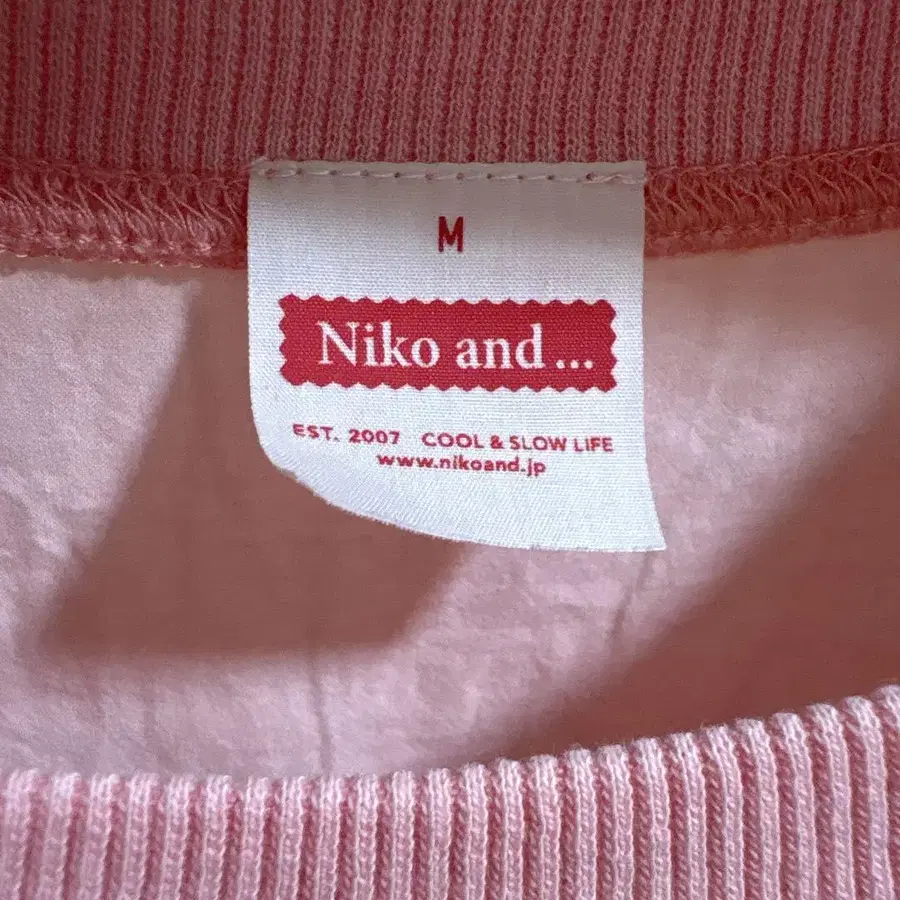 M
Niko and ...
EST. 2007 COOL & SLOW LIFE
www.nikoand.jp